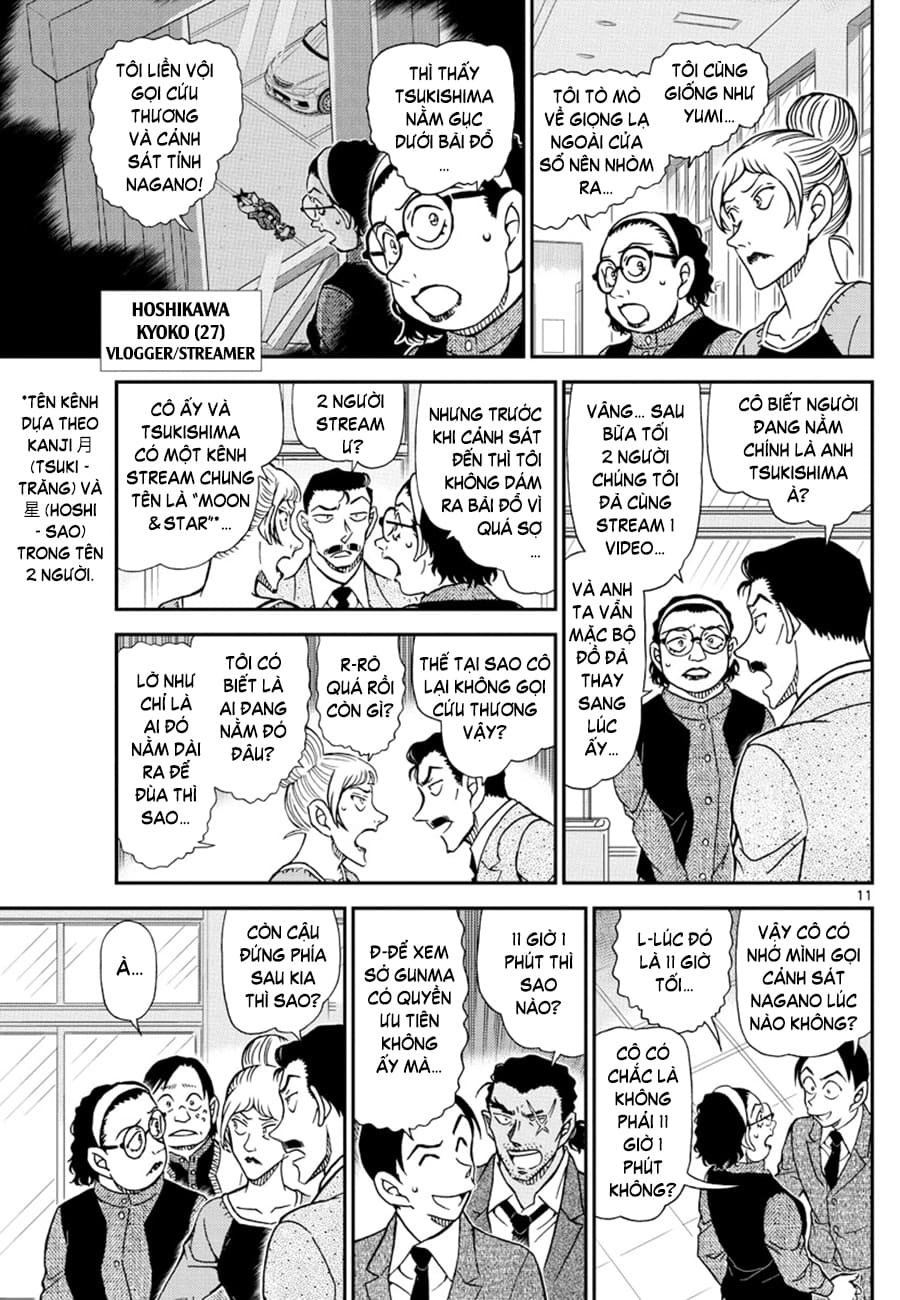 TÔI CŨNG
GIỐNG NHƯ
YUMI...
TÔI TÒ MÒ
VỀ GIỌNG LẠ
NGOÀI CỬA
SỔ NÊN NHÒM
RA...
THÌ THẤY
TSUKISHIMA
NẰM GỤC
DƯỚI BÀI ĐỒ
...
TÔI LIỀN VỘI
GỌI CỨU
THƯƠNG
VÀ CẢNH
SÁT TỈNH
NAGANO!
HOSHIKAWA
KYOKO (27)
VLOGGER/STREAMER
CÔ BIẾT NGƯỜI
ĐANG NẰM
CHÍNH LÀ ANH
TSUKISHIMA
À?
VÂNG... SAU
BỮA TỐI
2 NGƯỜI
CHÚNG TÔI
ĐÃ CÙNG
STREAM 1
VIDEO...
VÀ ANH
TA VẪN
MẶC BỘ
ĐỒ ĐÃ
THAY
SANG
LÚC
ẤY...
NHƯNG TRƯỚC
KHI CẢNH SÁT
ĐẾN THÌ TÔI
KHÔNG DÁM
RA BÃI ĐỖ VÌ
QUÁ SỢ
...
2 NGƯỜI
STREAM
Ư?
CÔ ẤY VÀ
TSUKISHIMA
CÓ MỘT KÊNH
STREAM CHUNG
TÊN LÀ "MOON
& STAR"*...
*TÊN KÊNH
DỰA THEO
KANJI 月
(TSUKI -
TRĂNG) VÀ
星 (HOSHI
- SAO)
TRONG TÊN
2 NGƯỜI.
THẾ TẠI SAO CÔ
LẠI KHÔNG GỌI
CỨU THƯƠNG
VẬY?
R-RÕ
QUÁ RỒI
CÒN GÌ?
TÔI CÓ
BIẾT LÀ AI
ĐANG
NẰM ĐÓ
ĐÂU?
LỠ NHƯ
CHỈ LÀ
AI ĐÓ
NẰM DÀI
RA ĐỂ
ĐÙA THÌ
SAO...
11
VẬY CÔ CÓ
NHỚ MÌNH GỌI
CẢNH SÁT
NAGANO LÚC
NÀO KHÔNG?
L-LÚC ĐÓ
LÀ 11 GIỜ
TỐI...
CÔ CÓ
CHẮC LÀ
KHÔNG
PHẢI 11
GIỜ 1
PHÚT
KHÔNG?
11 GIỜ 1
PHÚT THÌ
SAO
NÀO?
Đ-ĐỂ XEM
SỞ GUNMA
CÓ QUYỀN
ƯU TIÊN
KHÔNG
ẤY MÀ...
CÒN CẬU
ĐỨNG PHÍA
SAU KIA
THÌ SAO?
À...